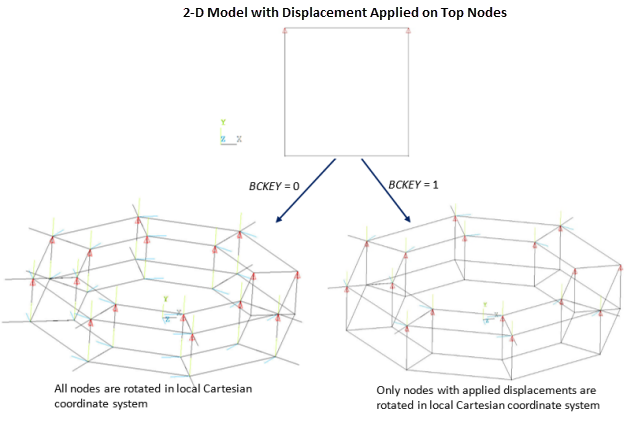 2-D Model with Displacement Applied on Top Nodes
Y
Z X
BCKEY = 0
BCKEY = 1
Y
X
Z
Y
X
Z
All nodes are rotated in local Cartesian
coordinate system
Only nodes with applied displacements are
rotated in local Cartesian coordinate system